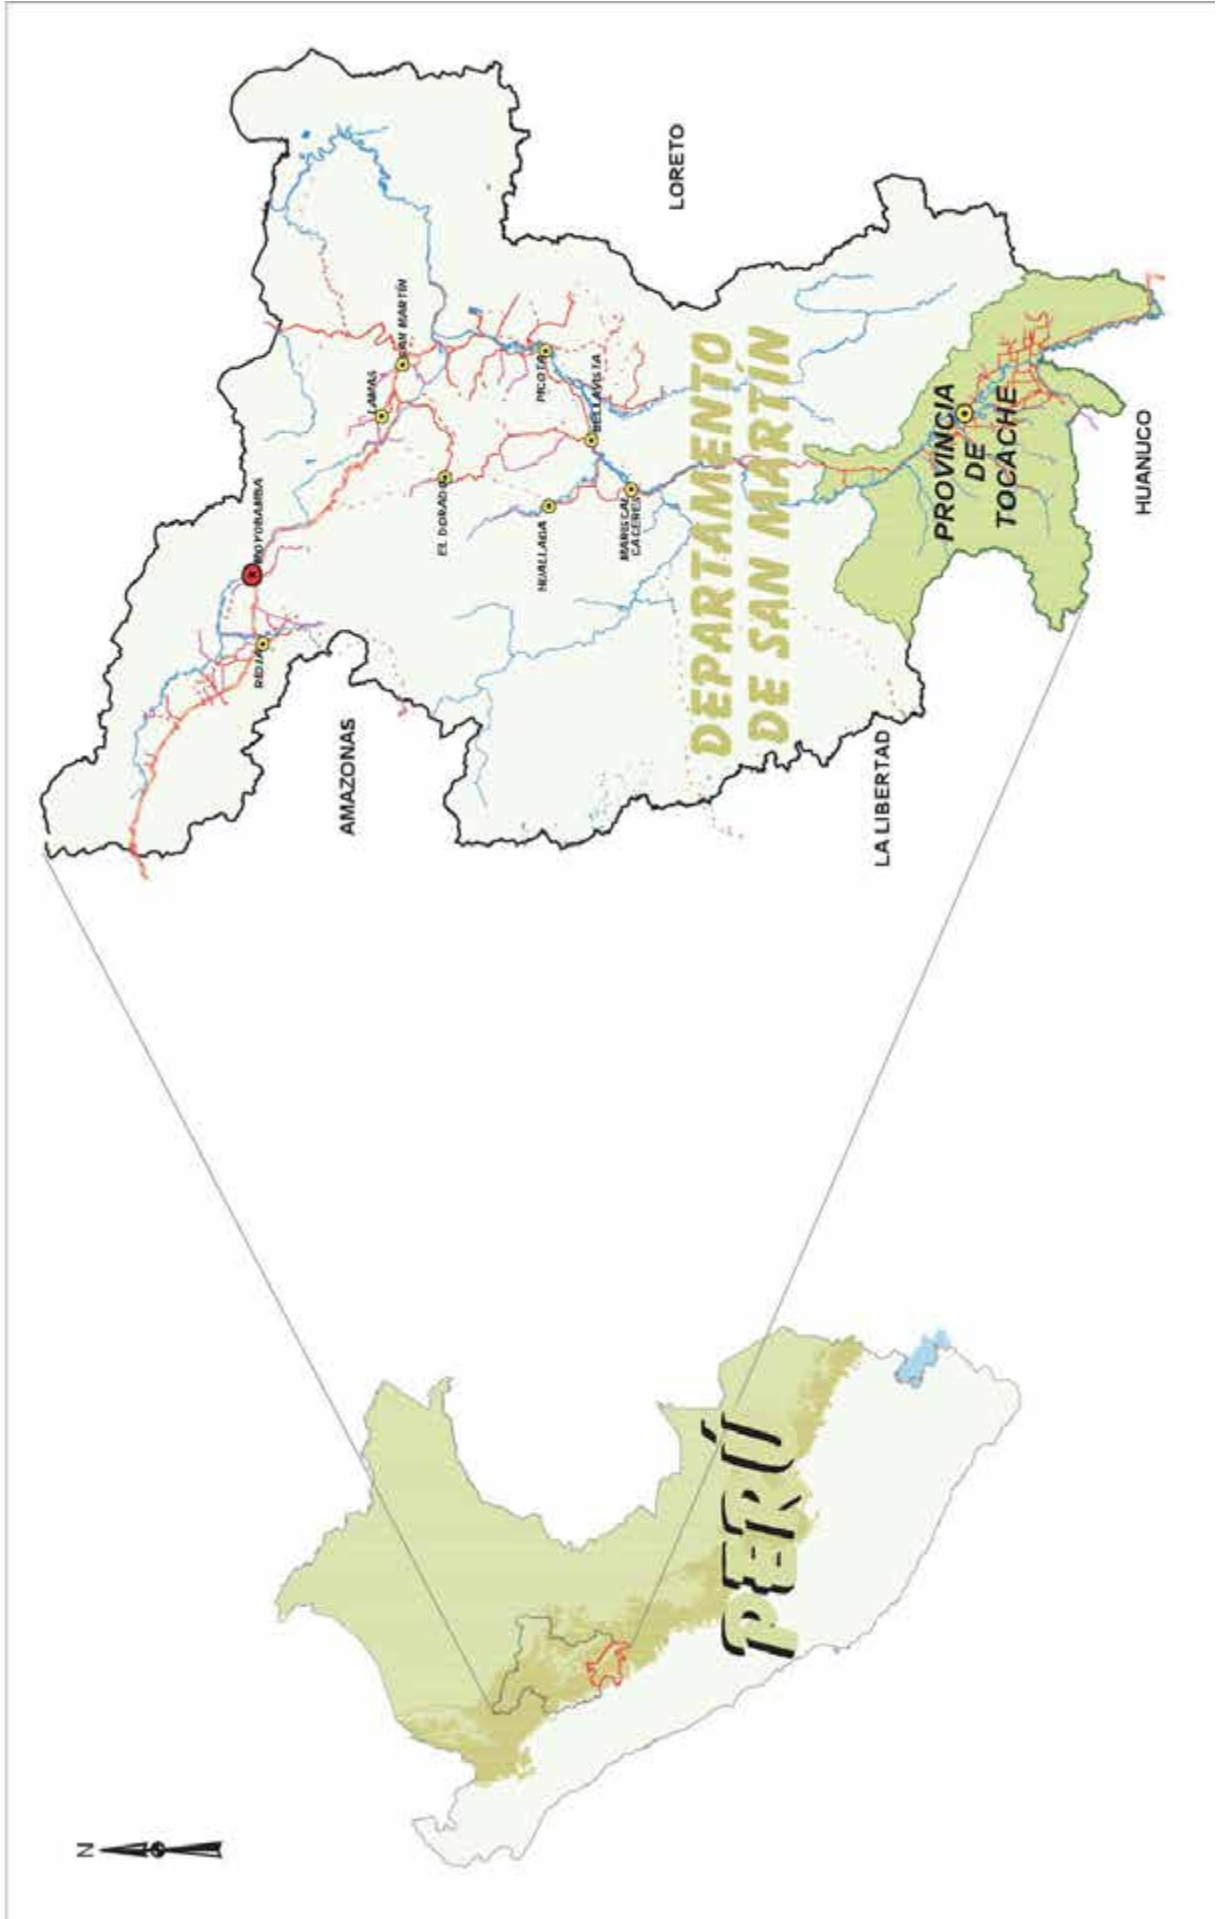 N
PERÚ
MOYOBAMBA
RIOJA
AMAZONAS
LAMAS
SAN MARTÍN
EL DORADO
PICOTA
HUALLAGA
BELLAVISTA
MARISCAL
CACERES
LORETO
DEPARTAMENTO
DE SAN MARTÍN
LA LIBERTAD
PROVINCIA
DE
TOCACHE
HUANUCO